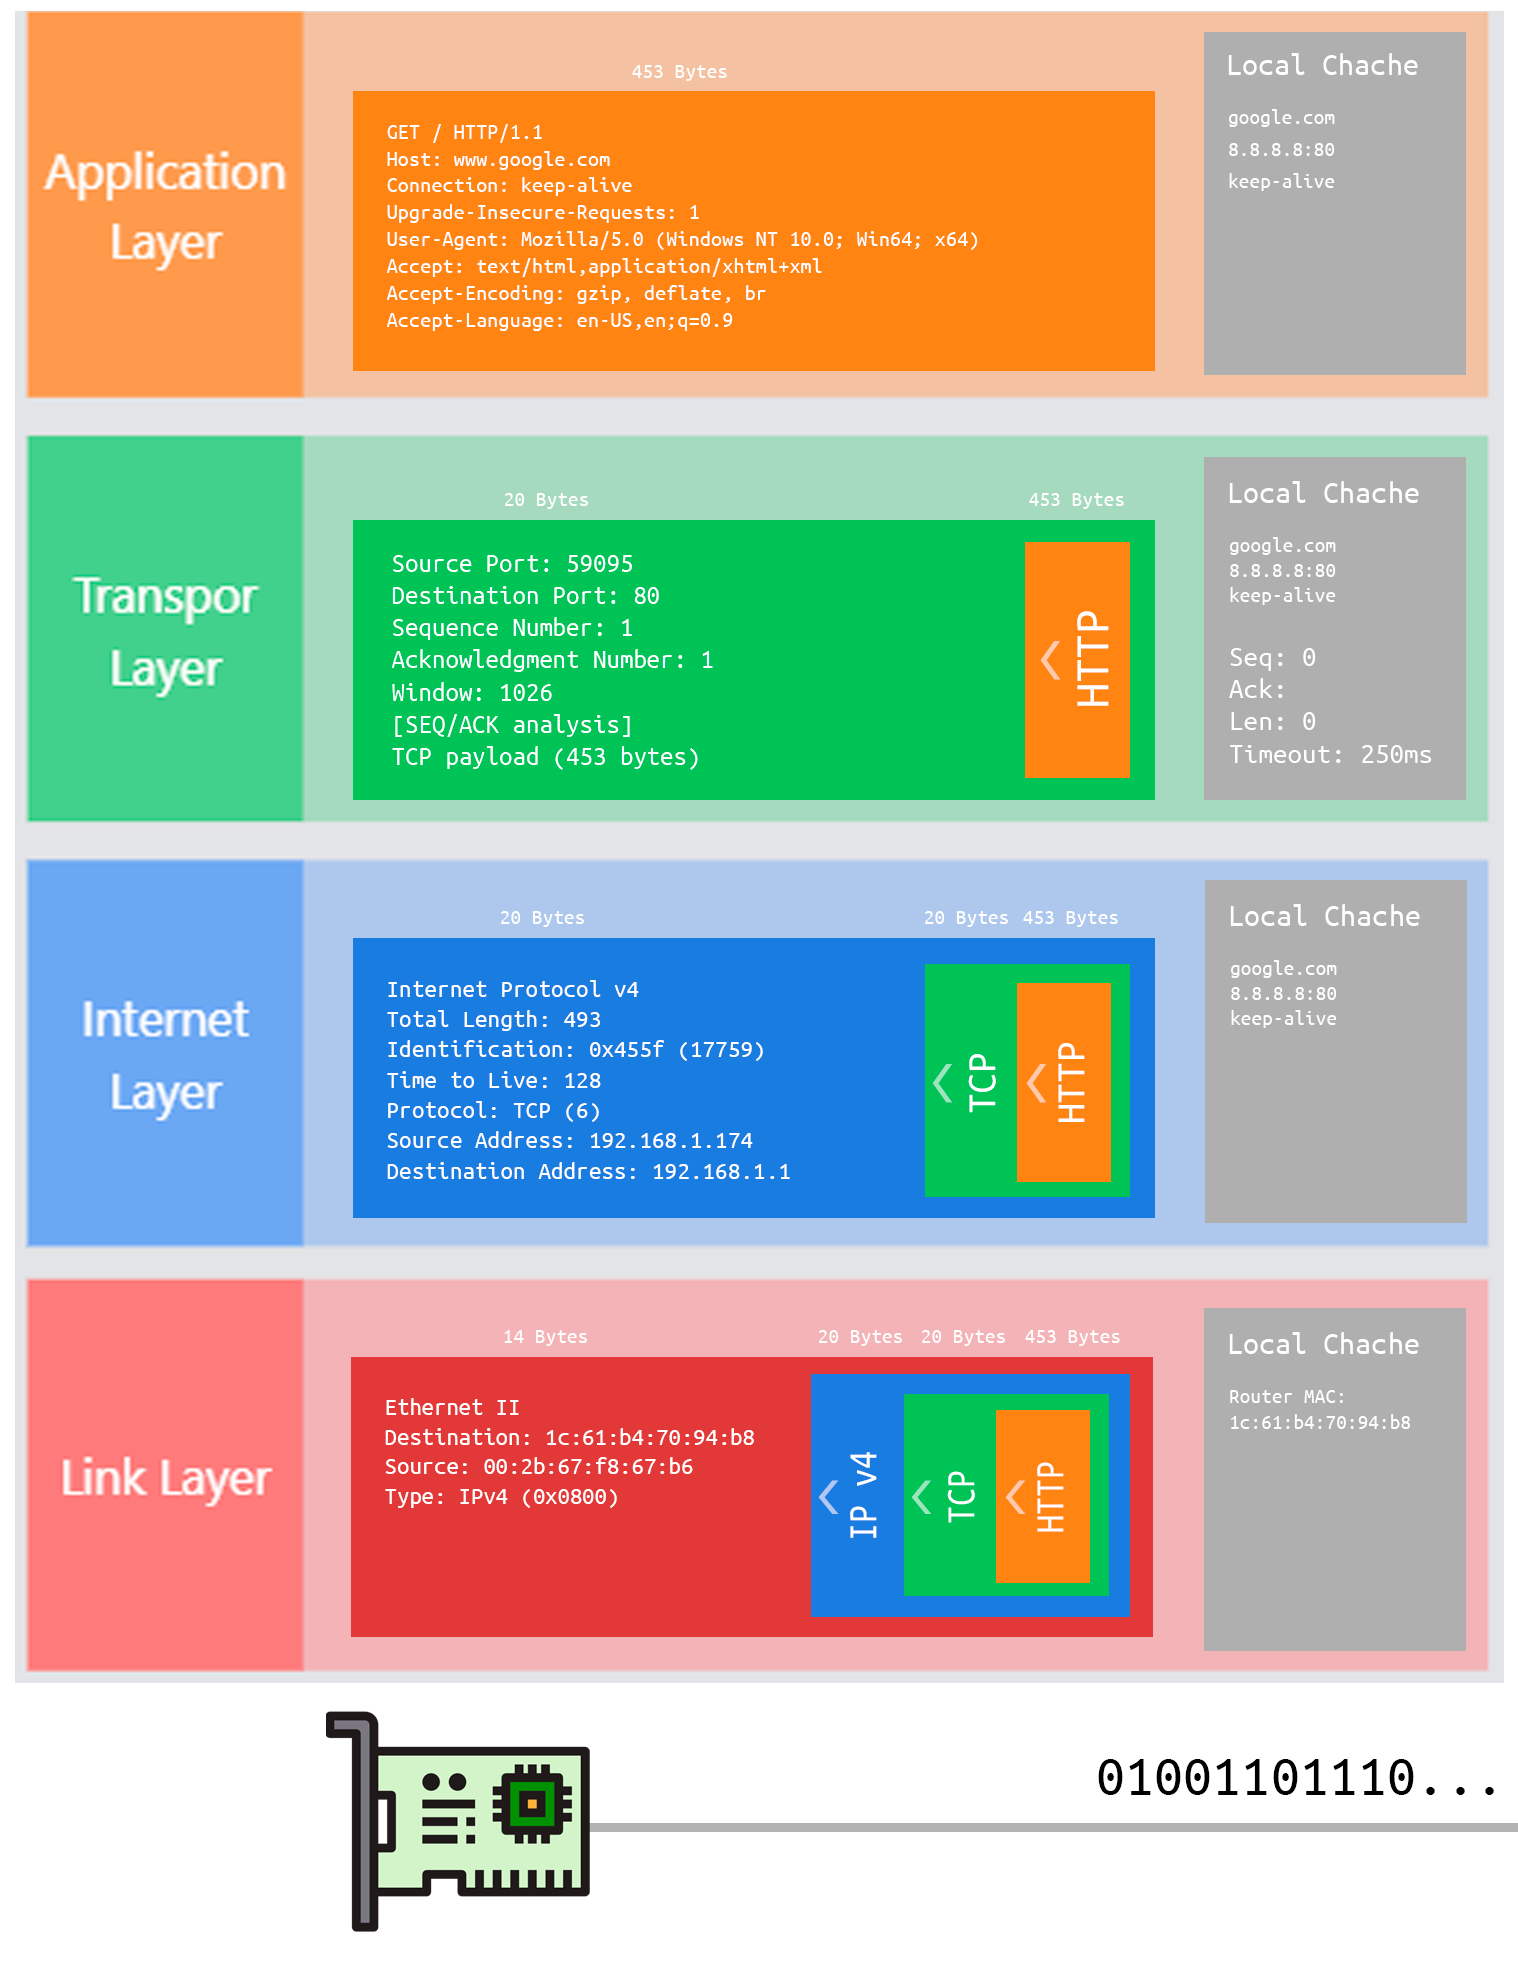 453 Bytes
Application
Layer
GET / HTTP/1.1
Host: www.google.com
Connection: keep-alive
Upgrade-Insecure-Requests: 1
User-Agent: Mozilla/5.0 (Windows NT 10.0; Win64; x64)
Accept: text/html,application/xhtml+xml
Accept-Encoding: gzip, deflate, br
Accept-Language: en-US,en;q=0.9
Local Chache
google.com
8.8.8.8:80
keep-alive
Transpor
Layer
20 Bytes
453 Bytes
Source Port: 59095
Destination Port: 80
Sequence Number: 1
Acknowledgment Number: 1
Window: 1026
[SEQ/ACK analysis]
TCP payload (453 bytes)
HTTP
Local Chache
google.com
8.8.8.8:80
keep-alive
Seq: 0
Ack:
Len: 0
Timeout: 250ms
Internet
Layer
20 Bytes
20 Bytes
453 Bytes
Internet Protocol v4
Total Length: 493
Identification: 0x455f (17759)
Time to Live: 128
Protocol: TCP (6)
Source Address: 192.168.1.174
Destination Address: 192.168.1.1
TCP
HTTP
Local Chache
google.com
8.8.8.8:80
keep-alive
Link Layer
14 Bytes
20 Bytes
20 Bytes
453 Bytes
Ethernet II
Destination: 1c:61:b4:70:94:b8
Source: 00:2b:67:f8:67:b6
Type: IPv4 (0x0800)
IP v4
TCP
HTTP
Local Chache
Router MAC:
1c:61:b4:70:94:b8
01001101110...